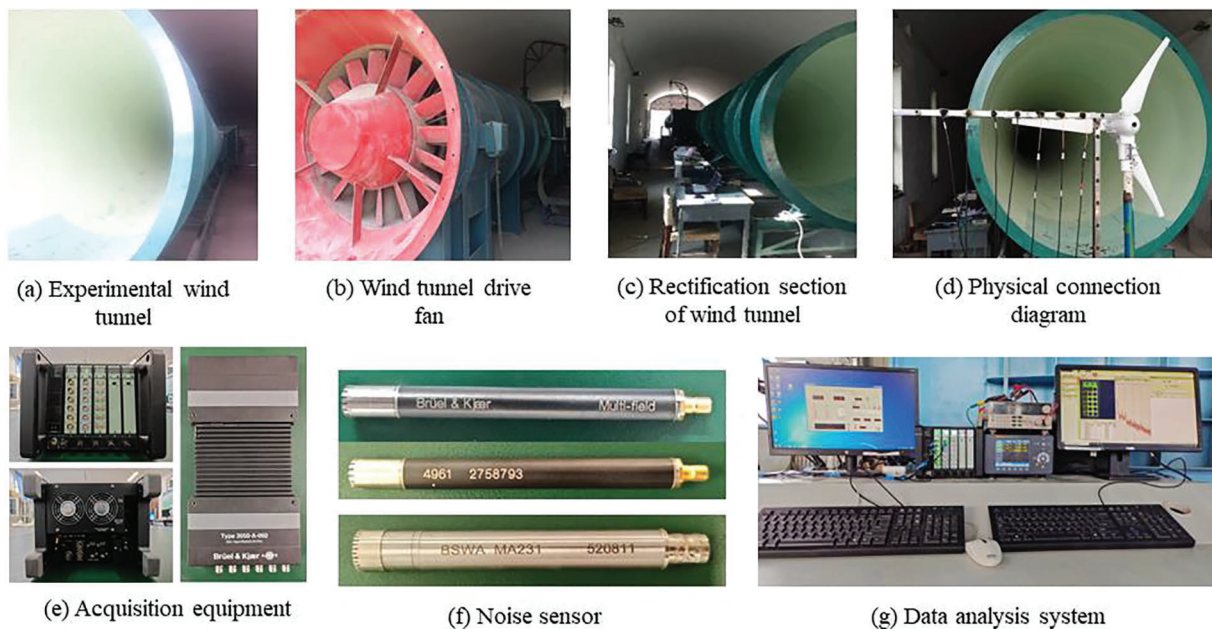 (a) Experimental wind
tunnel
(b) Wind tunnel drive
fan
(c) Rectification section
of wind tunnel
(d) Physical connection
diagram
Type 3050-A-060
Brüel & Kjær
(e) Acquisition equipment
Brüel & Kjær Multi-field
4961 2758793
BSWA MA231 520811
(f) Noise sensor
(g) Data analysis system